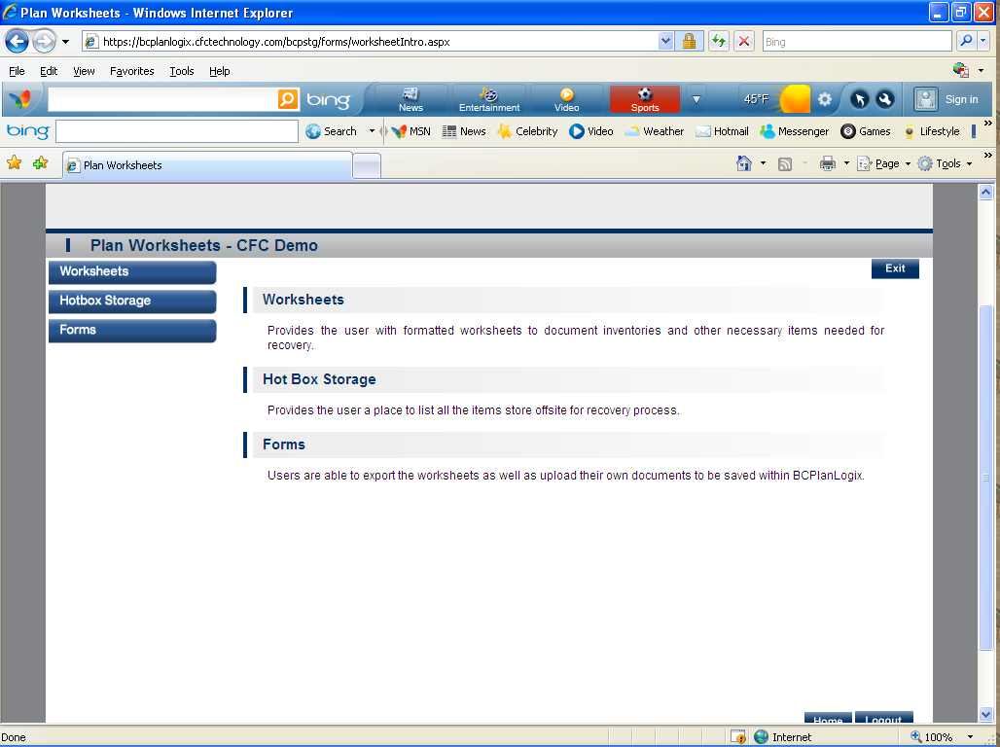 Plan Worksheets - Windows Internet Explorer
https://bcplanlogix.cfctechnology.com/bcpstg/forms/worksheetIntro.aspx
Bing
File Edit View Favorites Tools Help
bing News Entertainment Video Sports 45°F Sign in
bing Search MSN News Celebrity Video Weather Hotmail Messenger Games Lifestyle
Plan Worksheets Page Tools
Plan Worksheets - CFC Demo
Worksheets
Hotbox Storage
Forms
Exit
Worksheets
Provides the user with formatted worksheets to document inventories and other necessary items needed for
recovery.
Hot Box Storage
Provides the user a place to list all the items store offsite for recovery process.
Forms
Users are able to export the worksheets as well as upload their own documents to be saved within BCPlanLogix.
Home Logout
Done Internet 100%